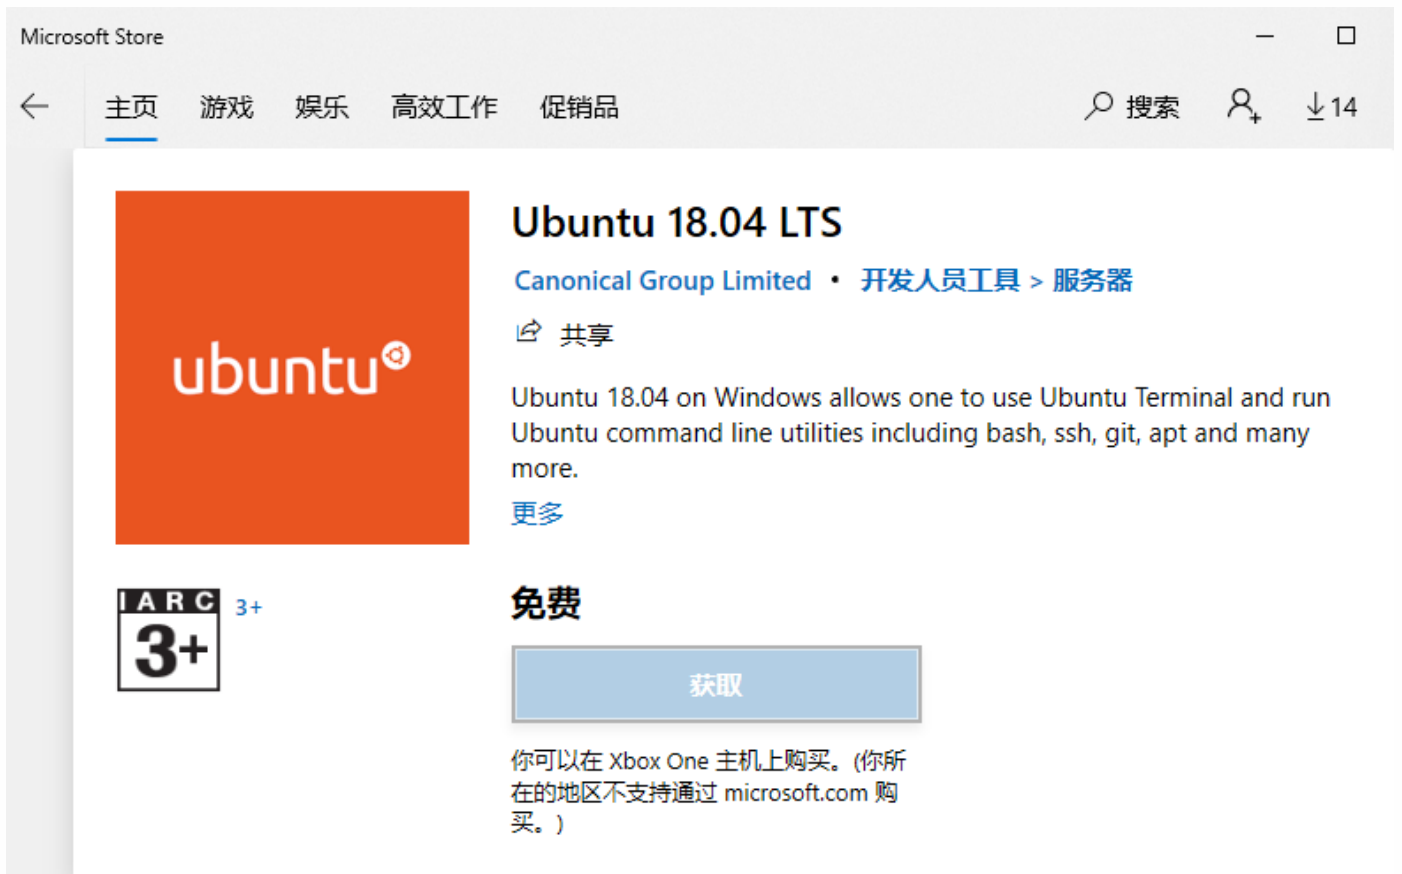 Microsoft Store
主页 游戏 娱乐 高效工作 促销品 搜索 14
ubuntu
Ubuntu 18.04 LTS
Canonical Group Limited • 开发人员工具 > 服务器
共享
Ubuntu 18.04 on Windows allows one to use Ubuntu Terminal and run
Ubuntu command line utilities including bash, ssh, git, apt and many
more.
更多
IARC
3+
3+
免费
获取
你可以在 Xbox One 主机上购买。(你所
在的地区不支持通过 microsoft.com 购
买。)